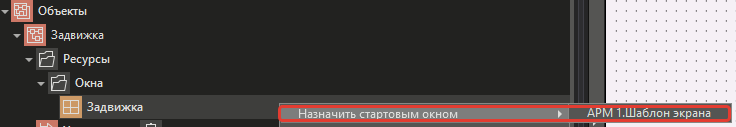 Объекты
Задвижка
Ресурсы
Окна
Задвижка
Назначить стартовым окном
АРМ 1.Шаблон экрана